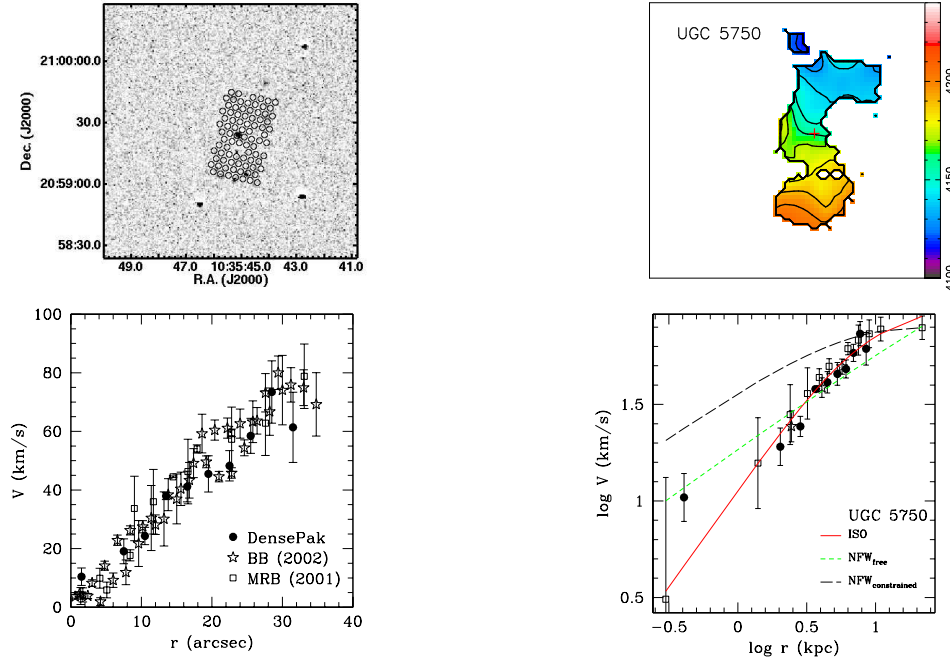 21:00:00.0
30.0
20:59:00.0
58:30.0
Dec. (J2000)
49.0 47.0 10:35:45.0 43.0 41.0
R.A. (J2000)
UGC 5750
4200
4150
4100
100
80
60
40
20
0
V (km/s)
DensePak
BB (2002)
MRB (2001)
0 10 20 30 40
r (arcsec)
1.5
1
0.5
log V (km/s)
UGC 5750
ISO
NFWfree
NFWconstrained
−0.5 0 0.5 1
log r (kpc)